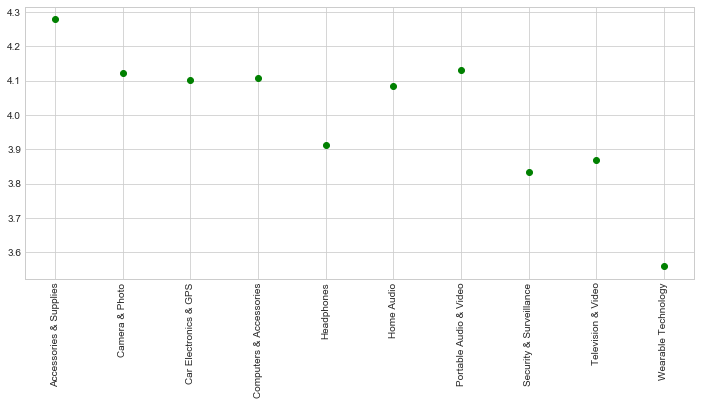 4.3
4.2
4.1
4.0
3.9
3.8
3.7
3.6
Accessories & Supplies
Camera & Photo
Car Electronics & GPS
Computers & Accessories
Headphones
Home Audio
Portable Audio & Video
Security & Surveillance
Television & Video
Wearable Technology